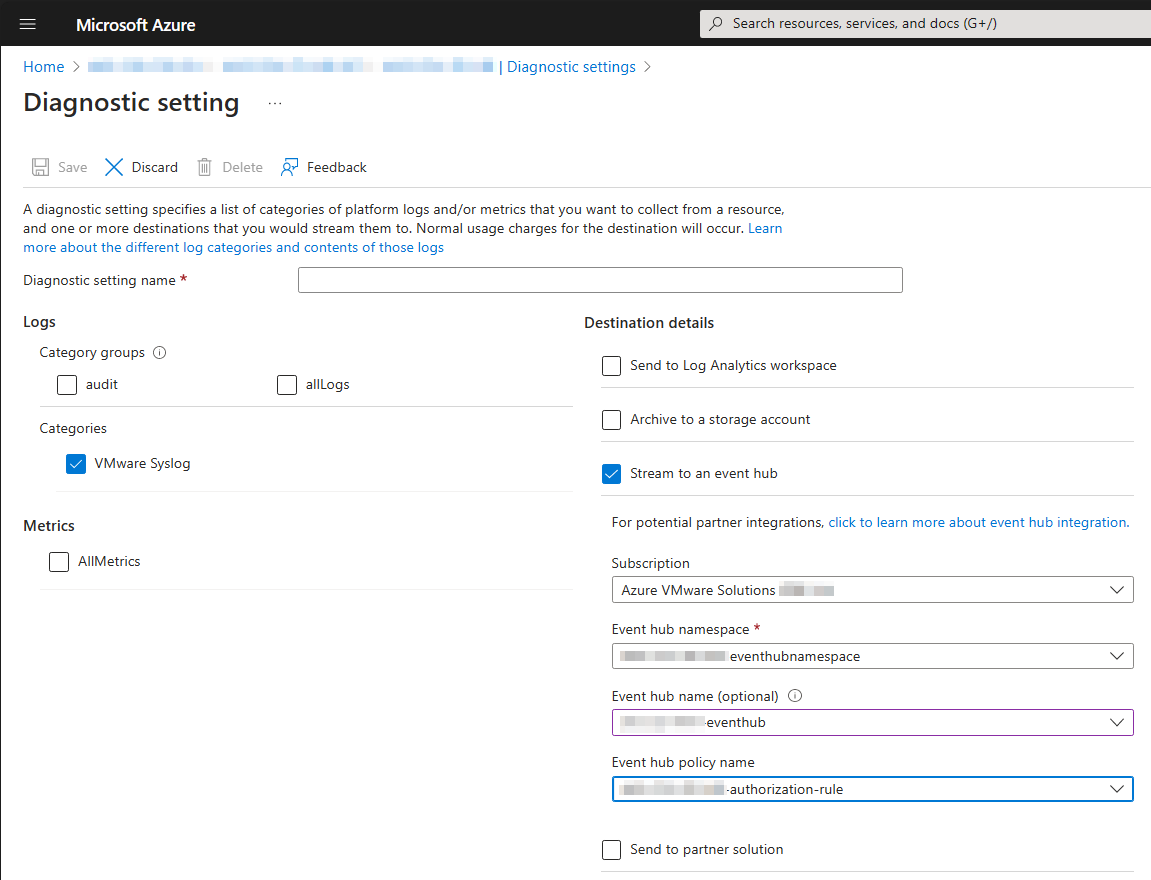 Microsoft Azure
Search resources, services, and docs (G+/)
Home > | Diagnostic settings >
Diagnostic setting ...
Save Discard Delete Feedback
A diagnostic setting specifies a list of categories of platform logs and/or metrics that you want to collect from a resource,
and one or more destinations that you would stream them to. Normal usage charges for the destination will occur. Learn
more about the different log categories and contents of those logs
Diagnostic setting name *
Logs
Category groups
audit
allLogs
Categories
VMware Syslog
Metrics
AllMetrics
Destination details
Send to Log Analytics workspace
Archive to a storage account
Stream to an event hub
For potential partner integrations, click to learn more about event hub integration.
Subscription
Azure VMware Solutions
Event hub namespace *
eventhubnamespace
Event hub name (optional)
-eventhub
Event hub policy name
-authorization-rule
Send to partner solution